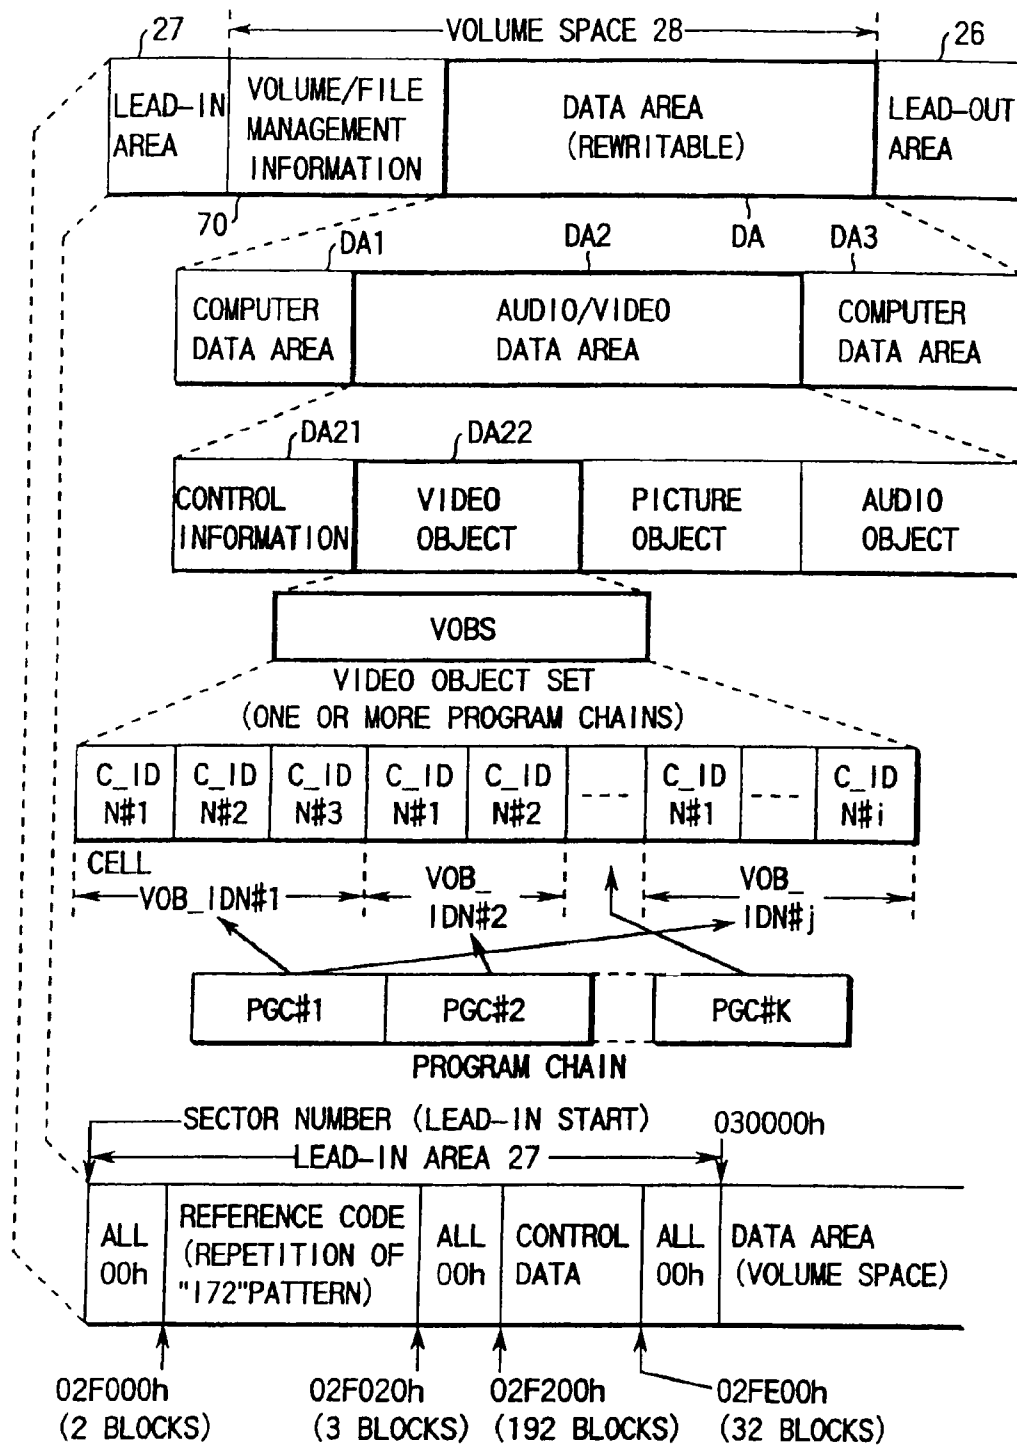 27
VOLUME SPACE 28
26
LEAD-IN
AREA
VOLUME/FILE
MANAGEMENT
INFORMATION
DATA AREA
(REWRITABLE)
LEAD-OUT
AREA
70
DA1
DA2
DA
DA3
COMPUTER
DATA AREA
AUDIO/VIDEO
DATA AREA
COMPUTER
DATA AREA
DA21
DA22
CONTROL
INFORMATION
VIDEO
OBJECT
PICTURE
OBJECT
AUDIO
OBJECT
VOBS
VIDEO OBJECT SET
(ONE OR MORE PROGRAM CHAINS)
C_ID
N#1
C_ID
N#2
C_ID
N#3
C_ID
N#1
C_ID
N#2
----
C_ID
N#1
----
C_ID
N#i
CELL
VOB_IDN#1
VOB_
IDN#2
VOB_
IDN#j
PGC#1
PGC#2
PGC#K
PROGRAM CHAIN
SECTOR NUMBER (LEAD-IN START)
030000h
LEAD-IN AREA 27
ALL
00h
REFERENCE CODE
(REPETITION OF
"172"PATTERN)
ALL
00h
CONTROL
DATA
ALL
00h
DATA AREA
(VOLUME SPACE)
02F000h
(2 BLOCKS)
02F020h
(3 BLOCKS)
02F200h
(192 BLOCKS)
02FE00h
(32 BLOCKS)